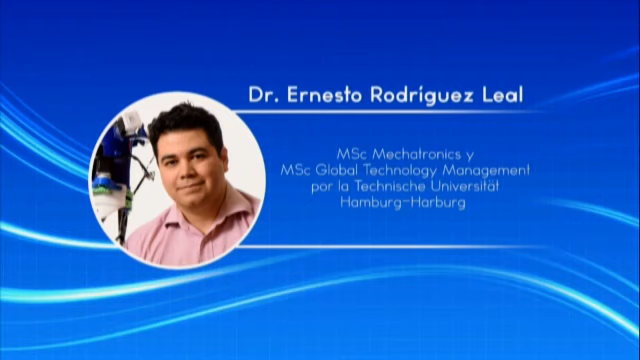 Dr. Ernesto Rodríguez Leal
MSc Mechatronics y
MSc Global Technology Management
por la Technische Universität
Hamburg-Harburg